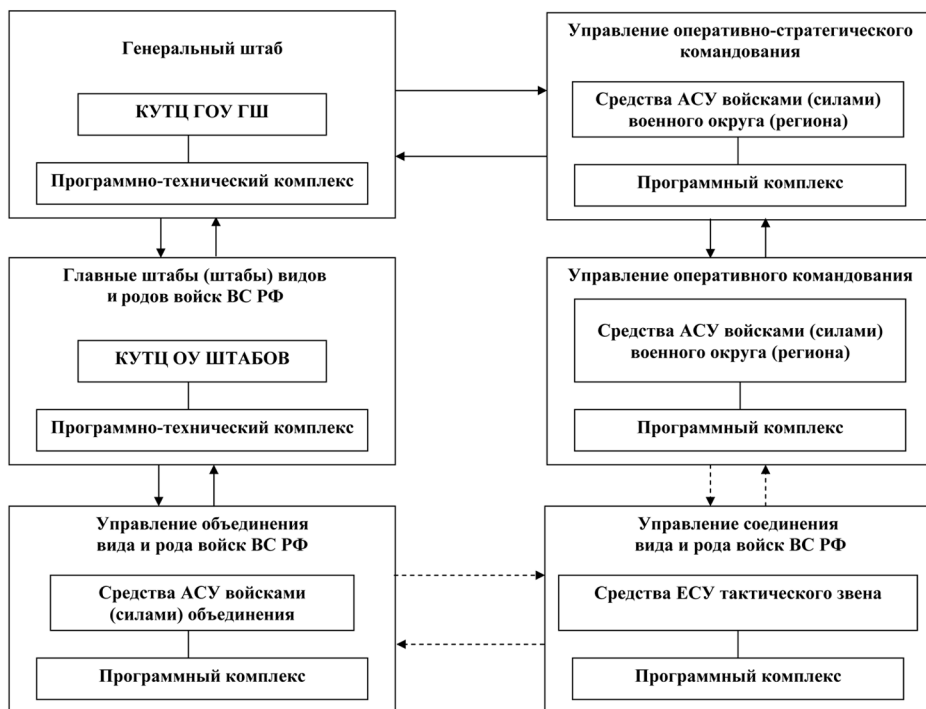 Генеральный штаб
КУТЦ ГОУ ГШ
Программно-технический комплекс
Управление оперативно-стратегического
командования
Средства АСУ войсками (силами)
военного округа (региона)
Программный комплекс
Главные штабы (штабы) видов
и родов войск ВС РФ
КУТЦ ОУ ШТАБОВ
Программно-технический комплекс
Управление оперативного командования
Средства АСУ войсками (силами)
военного округа (региона)
Программный комплекс
Управление объединения
вида и рода войск ВС РФ
Средства АСУ войсками
(силами) объединения
Программный комплекс
Управление соединения
вида и рода войск ВС РФ
Средства ЕСУ тактического звена
Программный комплекс